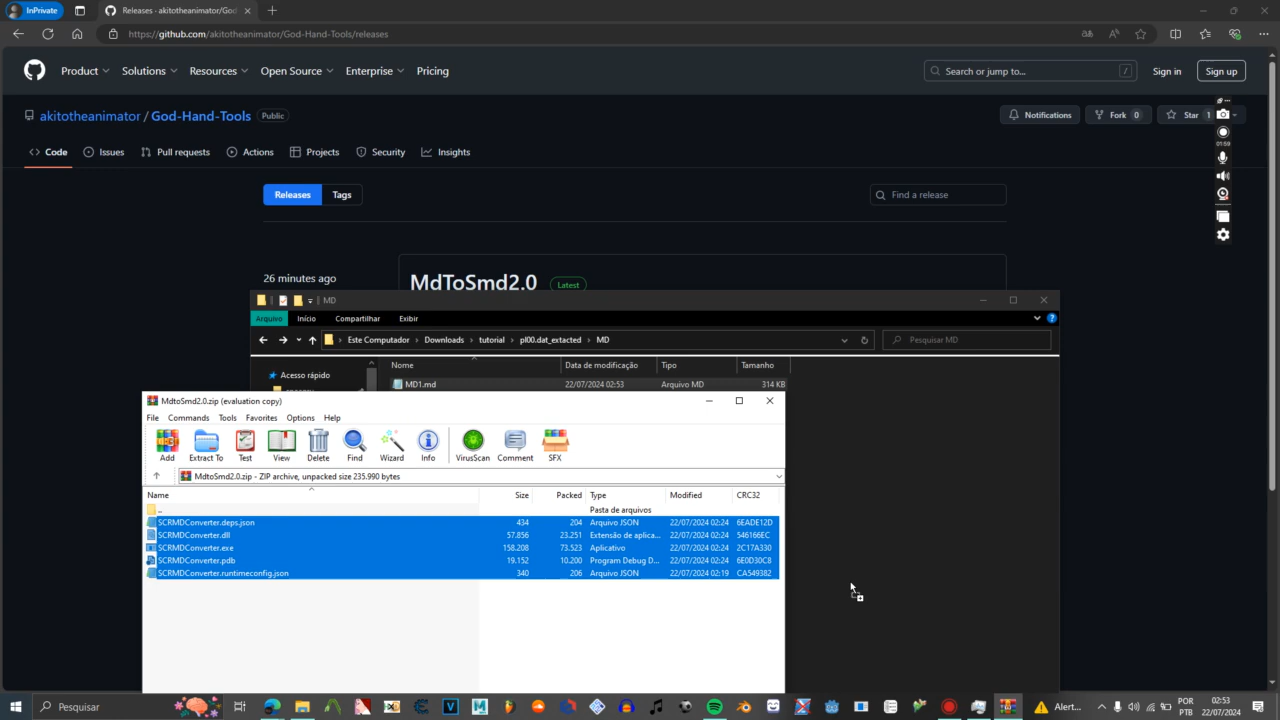 InPrivate
Releases - akitotheanimator/God
https://github.com/akitotheanimator/God-Hand-Tools/releases
Product Solutions Resources Open Source Enterprise Pricing
Search or jump to... /
Sign in Sign up
akitotheanimator / God-Hand-Tools Public
Notifications Fork 0 Star 1
01:59
Code Issues Pull requests Actions Projects Security Insights
Releases Tags
Find a release
26 minutes ago
MdToSmd2.0 Latest
MD
Arquivo Início Compartilhar Exibir
Este Computador Downloads tutorial pl00.dat_extacted MD
Pesquisar MD
Nome Data de modificação Tipo Tamanho
Acesso rápido
MD1.md 22/07/2024 02:53 Arquivo MD 314 KB
MdtoSmd2.0.zip (evaluation copy)
File Commands Tools Favorites Options Help
Add Extract To Test View Delete Find Wizard Info VirusScan Comment SFX
MdtoSmd2.0.zip - ZIP archive, unpacked size 235.990 bytes
Name Size Packed Type Modified CRC32
.. Pasta de arquivos
SCRMDConverter.deps.json 434 204 Arquivo JSON 22/07/2024 02:24 6EADE12D
SCRMDConverter.dll 57.856 23.251 Extensão de aplica... 22/07/2024 02:24 546166EC
SCRMDConverter.exe 158.208 73.523 Aplicativo 22/07/2024 02:24 2C17A330
SCRMDConverter.pdb 19.152 10.200 Program Debug D... 22/07/2024 02:24 6E0D30C8
SCRMDConverter.runtimeconfig.json 340 206 Arquivo JSON 22/07/2024 02:19 CA549382
Pesquisar
Alert...
POR
PTB
02:53
22/07/2024